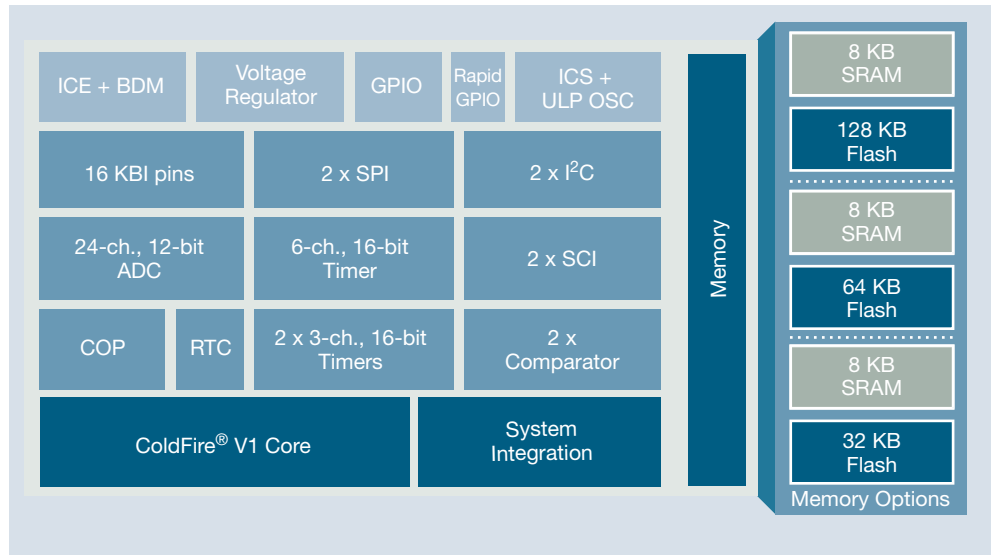 ICE + BDM
Voltage
Regulator
GPIO
Rapid
GPIO
ICS +
ULP OSC
16 KBI pins
2 x SPI
2 x I²C
24-ch., 12-bit
ADC
6-ch., 16-bit
Timer
2 x SCI
COP
RTC
2 x 3-ch., 16-bit
Timers
2 x
Comparator
ColdFire® V1 Core
System
Integration
Memory
8 KB
SRAM
128 KB
Flash
8 KB
SRAM
64 KB
Flash
8 KB
SRAM
32 KB
Flash
Memory Options